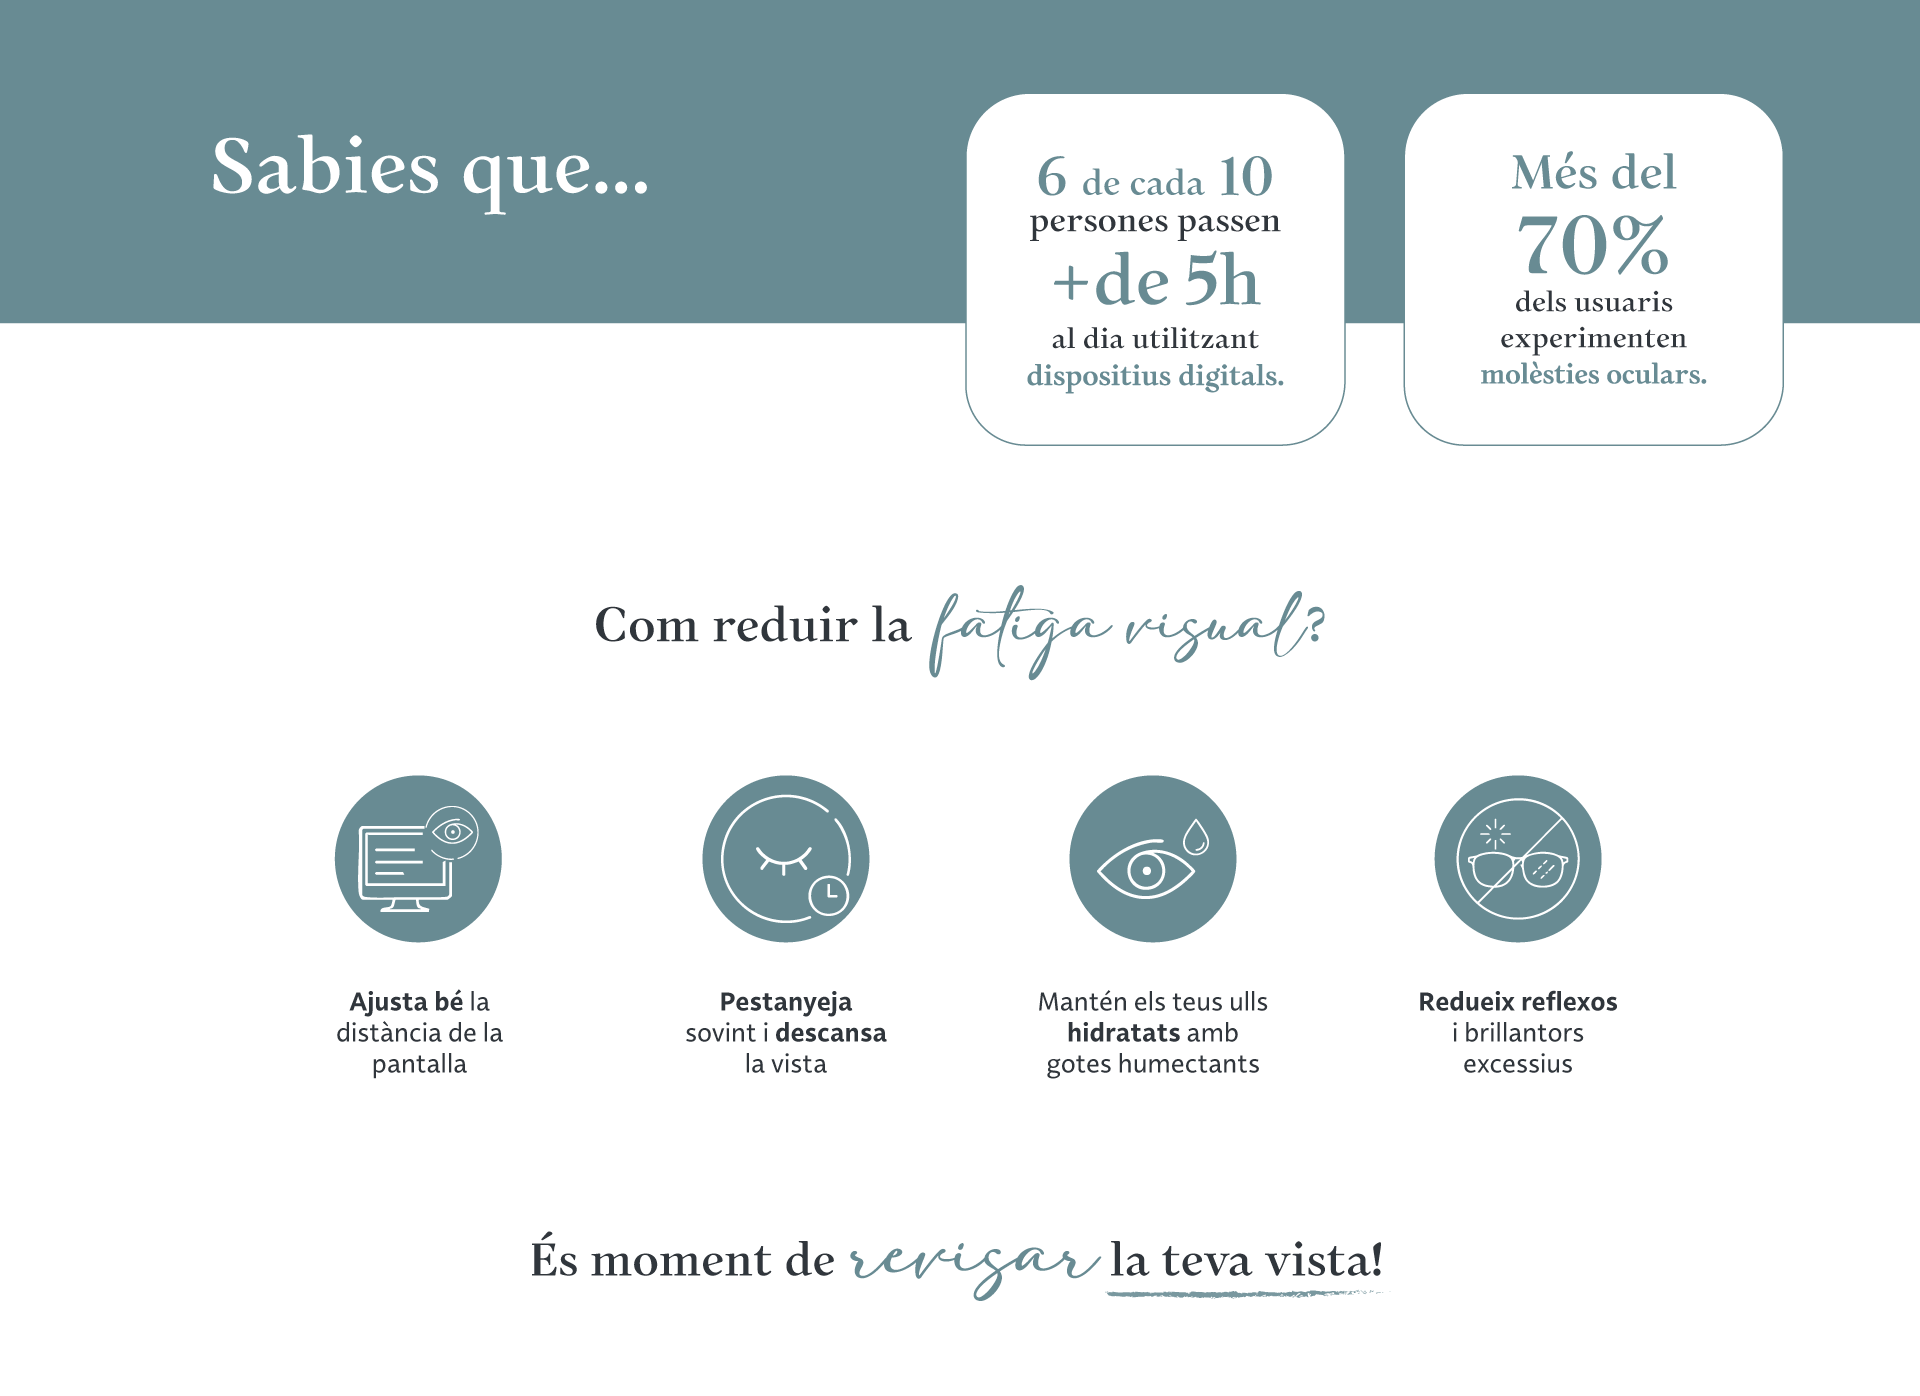 Sabies que...
6 de cada 10
persones passen
+de 5h
al dia utilitzant
dispositius digitals.
Més del
70%
dels usuaris
experimenten
molèsties oculars.
Com reduir la fatiga visual?
Ajusta bé la
distància de la
pantalla
Pestanyeja
sovint i descansa
la vista
Mantén els teus ulls
hidratats amb
gotes humectants
Redueix reflexos
i brillantors
excessius
És moment de revisar la teva vista!